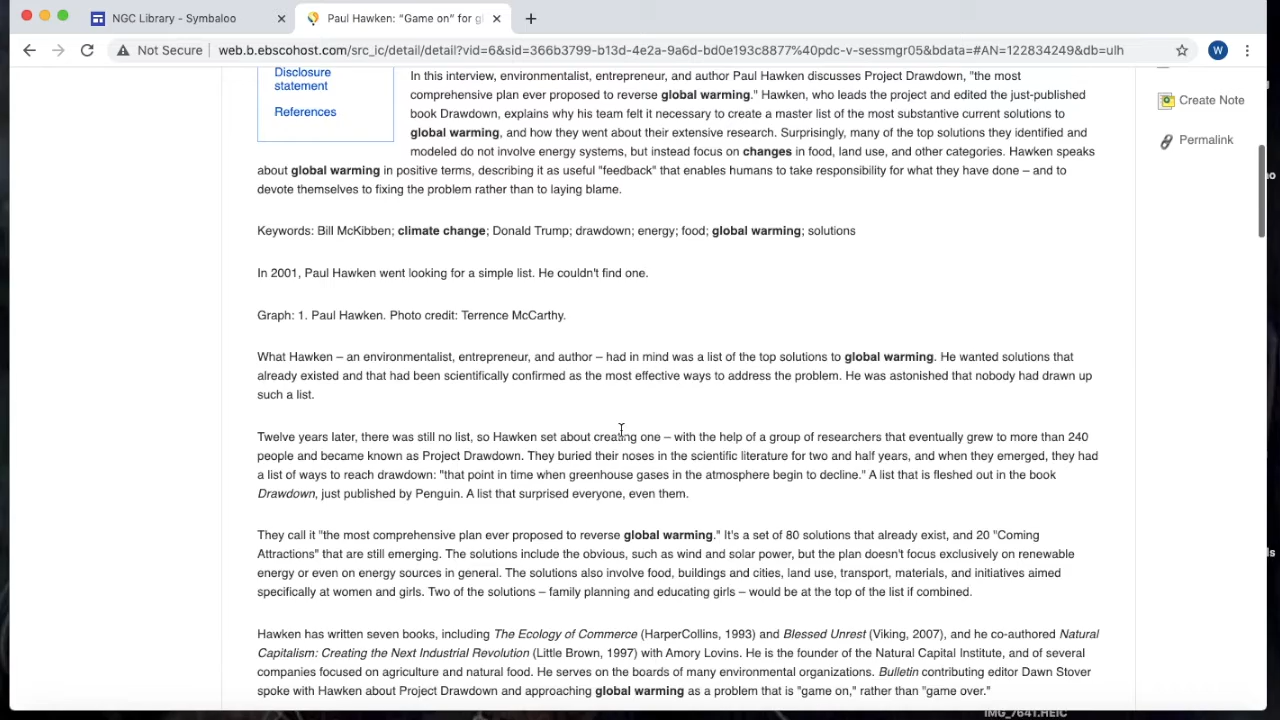 NGC Library - Symbaloo
Paul Hawken: "Game on" for gl
Not Secure
web.b.ebscohost.com/src_ic/detail/detail?vid=6&sid=366b3799-b13d-4e2a-9a6d-bd0e193c8877%40pdc-v-sessmgr05&bdata=#AN=122834249&db=ulh
W
Disclosure
statement
References
In this interview, environmentalist, entrepreneur, and author Paul Hawken discusses Project Drawdown, "the most
comprehensive plan ever proposed to reverse global warming." Hawken, who leads the project and edited the just-published
book Drawdown, explains why his team felt it necessary to create a master list of the most substantive current solutions to
global warming, and how they went about their extensive research. Surprisingly, many of the top solutions they identified and
modeled do not involve energy systems, but instead focus on changes in food, land use, and other categories. Hawken speaks
about global warming in positive terms, describing it as useful "feedback" that enables humans to take responsibility for what they have done – and to
devote themselves to fixing the problem rather than to laying blame.
Keywords: Bill McKibben; climate change; Donald Trump; drawdown; energy; food; global warming; solutions
In 2001, Paul Hawken went looking for a simple list. He couldn't find one.
Graph: 1. Paul Hawken. Photo credit: Terrence McCarthy.
What Hawken – an environmentalist, entrepreneur, and author – had in mind was a list of the top solutions to global warming. He wanted solutions that
already existed and that had been scientifically confirmed as the most effective ways to address the problem. He was astonished that nobody had drawn up
such a list.
Twelve years later, there was still no list, so Hawken set about creating one – with the help of a group of researchers that eventually grew to more than 240
people and became known as Project Drawdown. They buried their noses in the scientific literature for two and half years, and when they emerged, they had
a list of ways to reach drawdown: "that point in time when greenhouse gases in the atmosphere begin to decline." A list that is fleshed out in the book
Drawdown, just published by Penguin. A list that surprised everyone, even them.
They call it "the most comprehensive plan ever proposed to reverse global warming." It's a set of 80 solutions that already exist, and 20 "Coming
Attractions" that are still emerging. The solutions include the obvious, such as wind and solar power, but the plan doesn't focus exclusively on renewable
energy or even on energy sources in general. The solutions also involve food, buildings and cities, land use, transport, materials, and initiatives aimed
specifically at women and girls. Two of the solutions – family planning and educating girls – would be at the top of the list if combined.
Hawken has written seven books, including The Ecology of Commerce (HarperCollins, 1993) and Blessed Unrest (Viking, 2007), and he co-authored Natural
Capitalism: Creating the Next Industrial Revolution (Little Brown, 1997) with Amory Lovins. He is the founder of the Natural Capital Institute, and of several
companies focused on agriculture and natural food. He serves on the boards of many environmental organizations. Bulletin contributing editor Dawn Stover
spoke with Hawken about Project Drawdown and approaching global warming as a problem that is "game on," rather than "game over."
Create Note
Permalink
IMG_7641.HEIC